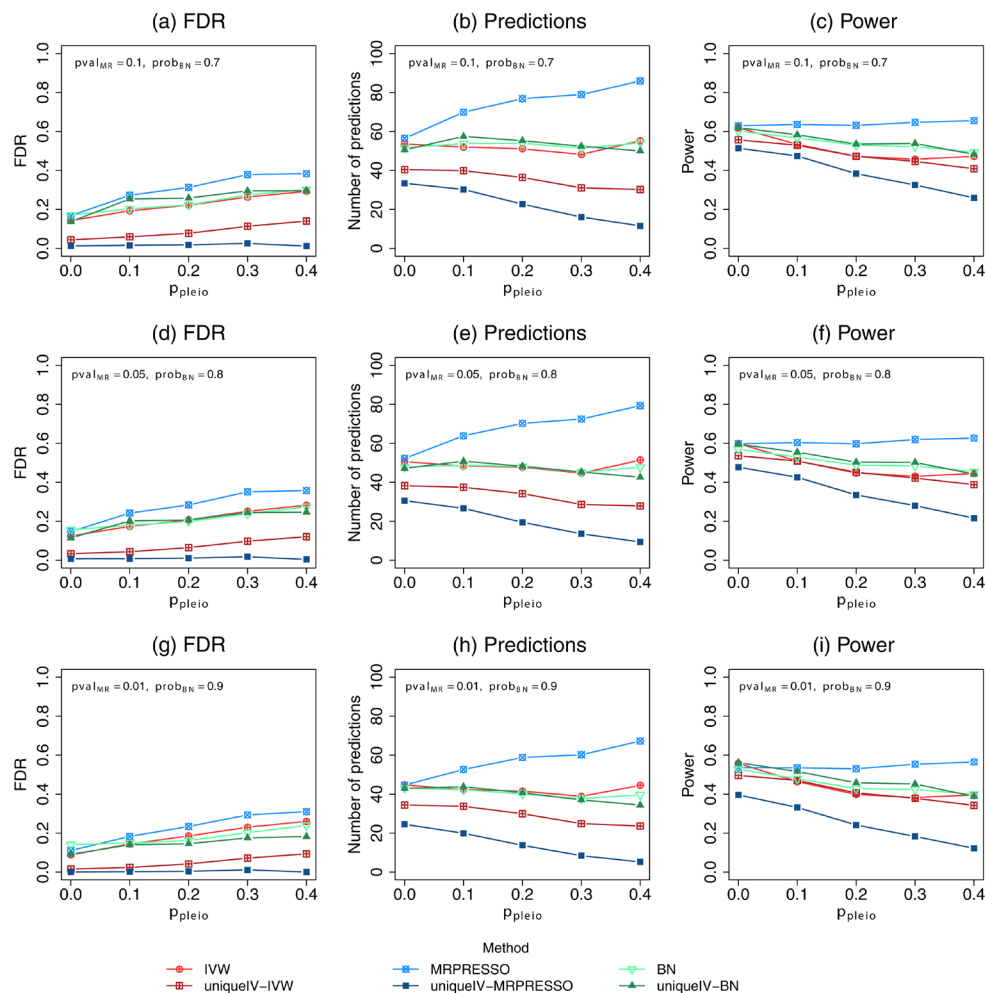 (a) FDR
(b) Predictions
(c) Power
pval_MR = 0.1, prob_BN = 0.7
pval_MR = 0.1, prob_BN = 0.7
pval_MR = 0.1, prob_BN = 0.7
FDR
1.0
0.8
0.6
0.4
0.2
0.0
Number of predictions
100
80
60
40
20
0
Power
1.0
0.8
0.6
0.4
0.2
0.0
0.0 0.1 0.2 0.3 0.4
0.0 0.1 0.2 0.3 0.4
0.0 0.1 0.2 0.3 0.4
p_pleio
p_pleio
p_pleio
(d) FDR
(e) Predictions
(f) Power
pval_MR = 0.05, prob_BN = 0.8
pval_MR = 0.05, prob_BN = 0.8
pval_MR = 0.05, prob_BN = 0.8
FDR
1.0
0.8
0.6
0.4
0.2
0.0
Number of predictions
100
80
60
40
20
0
Power
1.0
0.8
0.6
0.4
0.2
0.0
0.0 0.1 0.2 0.3 0.4
0.0 0.1 0.2 0.3 0.4
0.0 0.1 0.2 0.3 0.4
p_pleio
p_pleio
p_pleio
(g) FDR
(h) Predictions
(i) Power
pval_MR = 0.01, prob_BN = 0.9
pval_MR = 0.01, prob_BN = 0.9
pval_MR = 0.01, prob_BN = 0.9
FDR
1.0
0.8
0.6
0.4
0.2
0.0
Number of predictions
100
80
60
40
20
0
Power
1.0
0.8
0.6
0.4
0.2
0.0
0.0 0.1 0.2 0.3 0.4
0.0 0.1 0.2 0.3 0.4
0.0 0.1 0.2 0.3 0.4
p_pleio
p_pleio
p_pleio
Method
IVW
MRPRESSO
BN
uniqueIV−IVW
uniqueIV−MRPRESSO
uniqueIV−BN